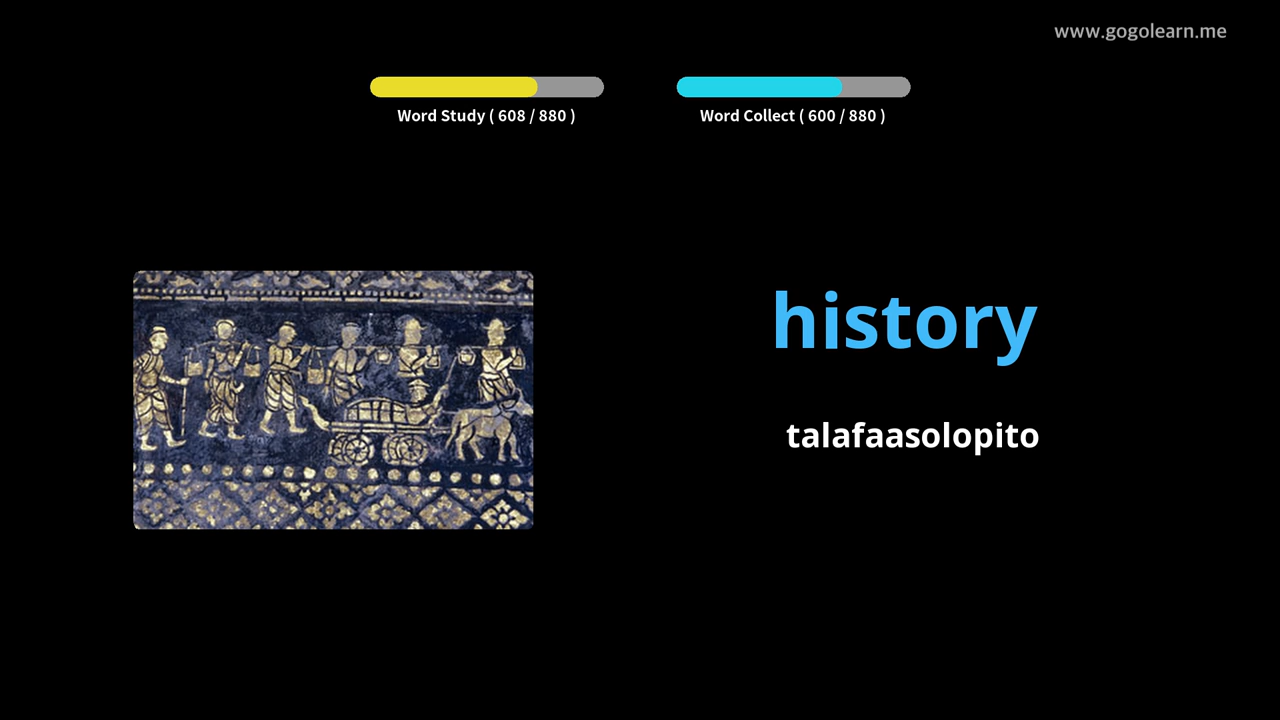 www.gogolearn.me
Word Study ( 608 / 880 )
Word Collect ( 600 / 880 )
history
talafaasolopito